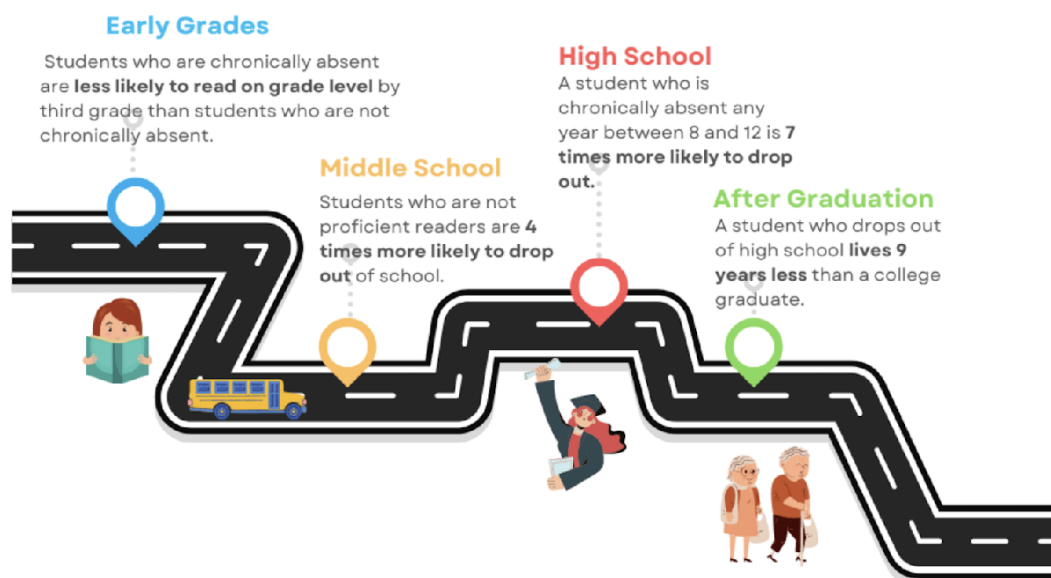 Early Grades
Students who are chronically absent
are less likely to read on grade level by
third grade than students who are not
chronically absent.
Middle School
Students who are not
proficient readers are 4
times more likely to drop
out of school.
High School
A student who is
chronically absent any
year between 8 and 12 is 7
times more likely to drop
out.
After Graduation
A student who drops out
of high school lives 9
years less than a college
graduate.